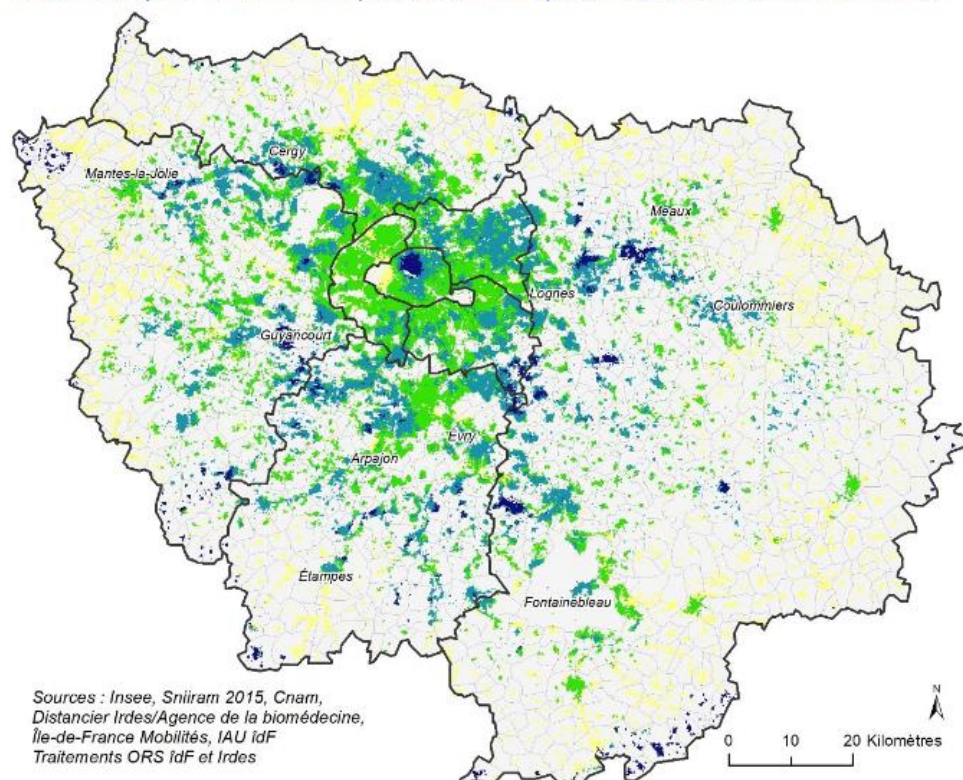 Mantes-la-Jolie
Cergy
Meaux
Lognes
Coulommiers
Guyancourt
Evry
Arpajon
Étampes
Fontainebleau
Sources : Insee, Sniiram 2015, Cnam,
Distancier Irdes/Agence de la biomédecine,
Île-de-France Mobilités, IAU îdF
Traitements ORS îdF et Irdes
N
0 10 20 Kilomètres